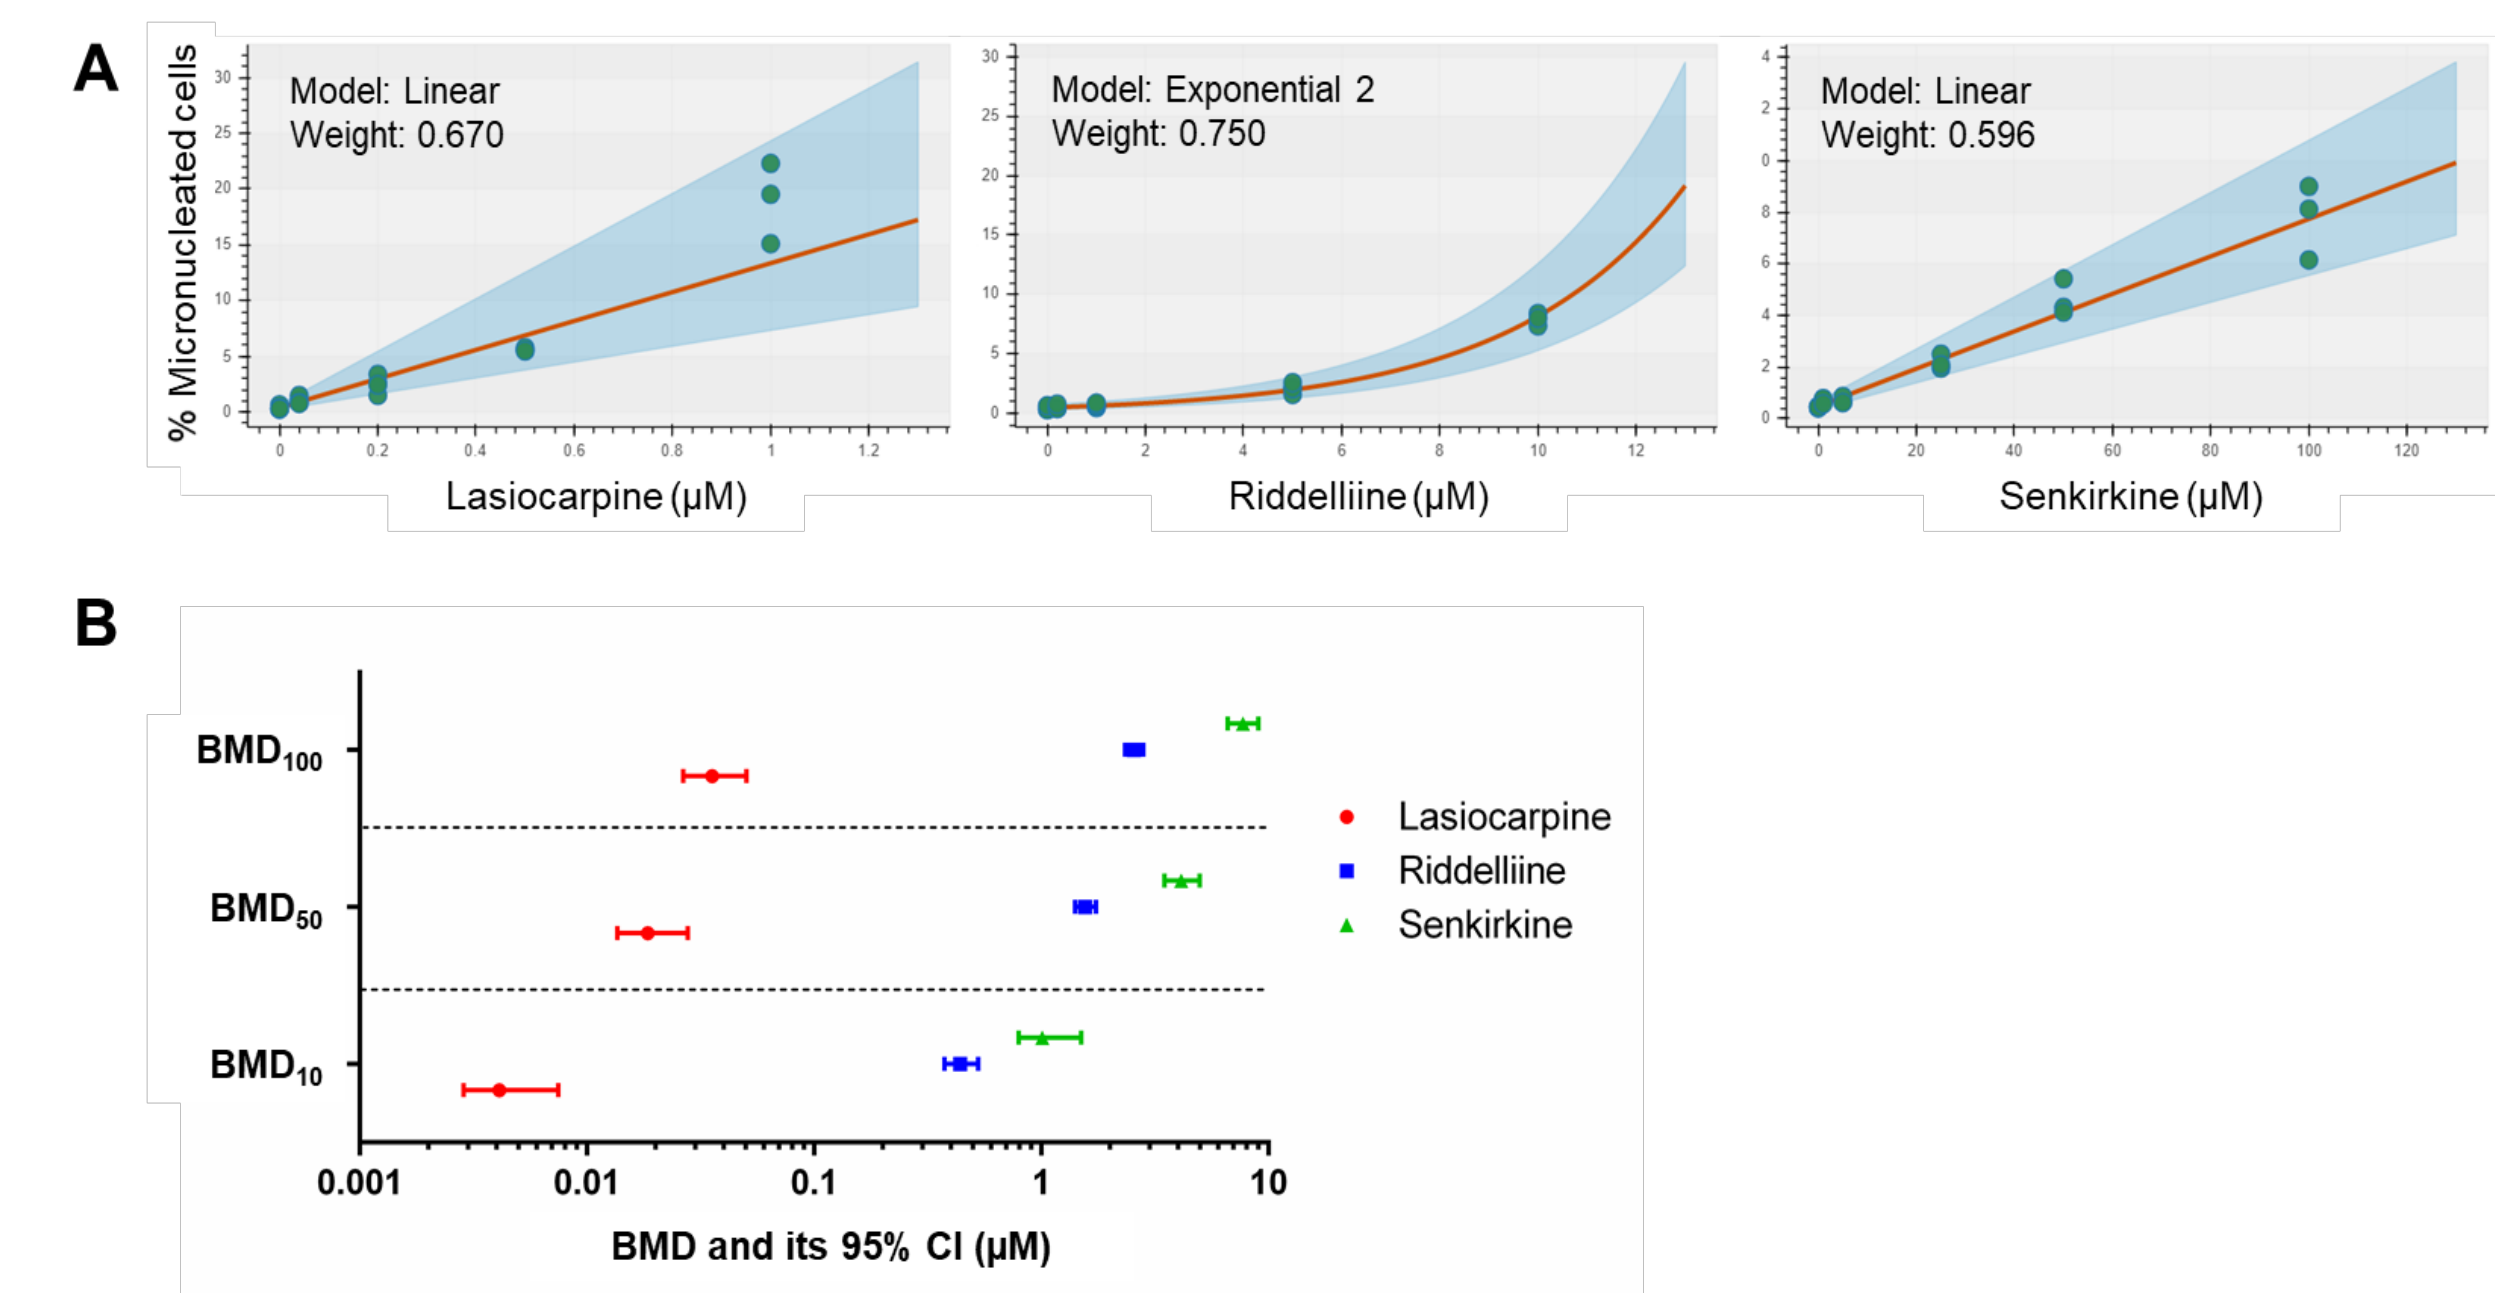 A
% Micronucleated cells
Model: Linear
Weight: 0.670
30
25
20
15
10
5
0
0 0.2 0.4 0.6 0.8 1 1.2
Lasiocarpine (µM)
Model: Exponential 2
Weight: 0.750
30
25
20
15
10
5
0
0 2 4 6 8 10 12
Riddelliine (µM)
Model: Linear
Weight: 0.596
4
2
0
8
6
4
2
0
0 20 40 60 80 100 120
Senkirkine (µM)
B
BMD100
BMD50
BMD10
Lasiocarpine
Riddelliine
Senkirkine
0.001 0.01 0.1 1 10
BMD and its 95% CI (µM)